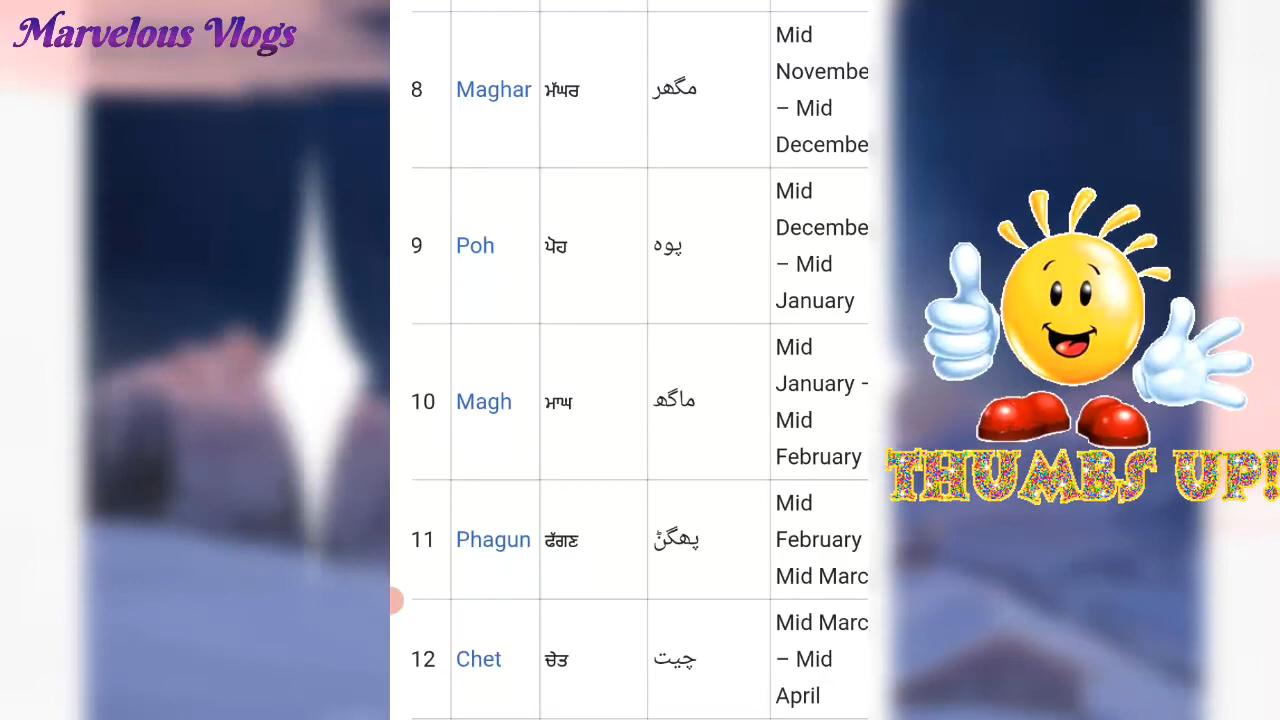 Marvelous Vlogs
8 Maghar ਮੱਘਰ مگھر Mid
Novembe
– Mid
Decembe
9 Poh ਪੋਹ پوہ Mid
Decembe
– Mid
January
10 Magh ਮਾਘ ماگھ Mid
January -
Mid
February
11 Phagun ਫੱਗਣ پھگݨ Mid
February
Mid Marc
12 Chet ਚੇਤ چیت Mid Marc
– Mid
April
THUMBS UP!